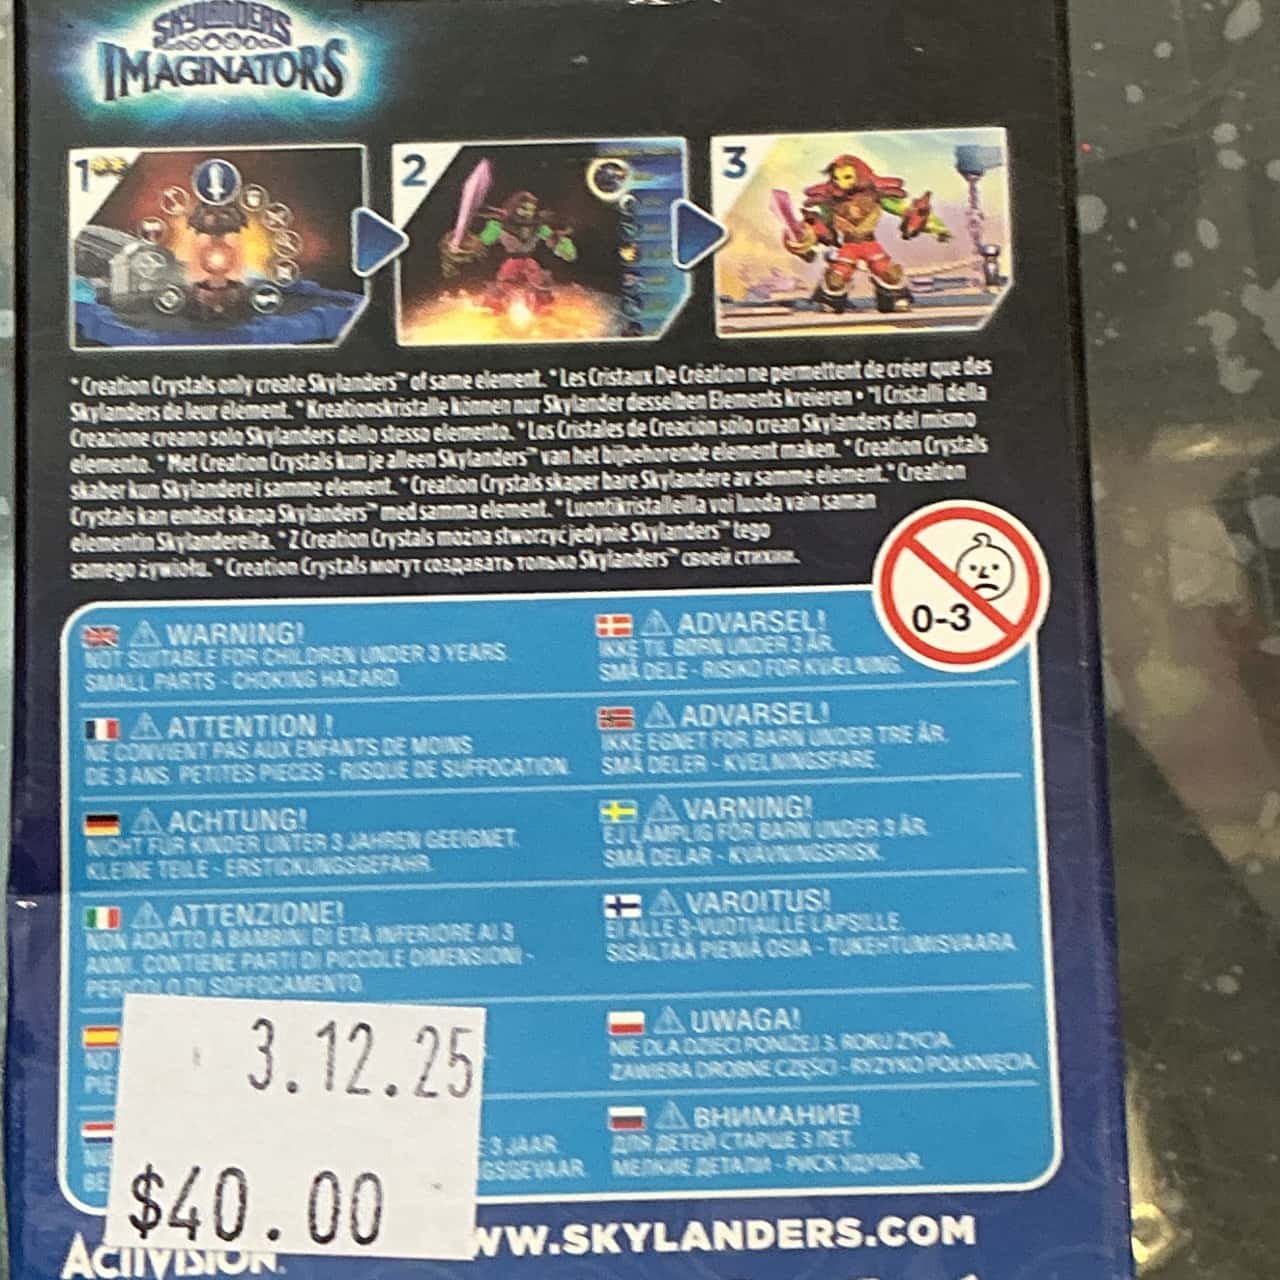 SKYLANDERS
IMAGINATORS
1
2
3
* Creation Crystals only create Skylanders™ of same element. * Les Cristaux De Création ne permettent de créer que des
Skylanders de leur élément. * Kreationskristalle können nur Skylander desselben Elements kreieren • * I Cristalli della
Creazione creano solo Skylanders dello stesso elemento. * Los Cristales de Creación sólo crean Skylanders del mismo
elemento. * Met Creation Crystals kun je alleen Skylanders™ van het bijbehorende element maken. * Creation Crystals
skaber kun Skylandere i samme element. * Creation Crystals skaper bare Skylandere av samme element. * Creation
Crystals kan endast skapa Skylanders™ med samma element. * Luontikristalleilla voi luoda vain saman
elementin Skylandereita. * Z Creation Crystals można stworzyć jedynie Skylanders™ tego
samego żywiołu. * Creation Crystals могут создавать только Skylanders™ своей стихии.
0-3
WARNING!
NOT SUITABLE FOR CHILDREN UNDER 3 YEARS.
SMALL PARTS - CHOKING HAZARD.
ATTENTION !
NE CONVIENT PAS AUX ENFANTS DE MOINS
DE 3 ANS. PETITES PIECES - RISQUE DE SUFFOCATION.
ACHTUNG!
NICHT FÜR KINDER UNTER 3 JAHREN GEEIGNET.
KLEINE TEILE - ERSTICKUNGSGEFAHR.
ATTENZIONE!
NON ADATTO A BAMBINI DI ETÀ INFERIORE AI 3
ANNI. CONTIENE PARTI DI PICCOLE DIMENSIONI -
PERICOLO DI SOFFOCAMENTO.
NO
PIE
NIE
BE
3 JAAR.
GSGEVAAR.
ADVARSEL!
IKKE TIL BØRN UNDER 3 ÅR.
SMÅ DELE - RISIKO FOR KVÆLNING.
ADVARSEL!
IKKE EGNET FOR BARN UNDER TRE ÅR.
SMÅ DELER - KVELNINGSFARE.
VARNING!
EJ LÄMPLIG FÖR BARN UNDER 3 ÅR.
SMÅ DELAR - KVÄVNINGSRISK.
VAROITUS!
EI ALLE 3-VUOTIAILLE LAPSILLE.
SISÄLTÄÄ PIENIÄ OSIA - TUKEHTUMISVAARA.
UWAGA!
NIE DLA DZIECI PONIŻEJ 3. ROKU ŻYCIA.
ZAWIERA DROBNE CZĘŚCI - RYZYKO POŁKNIĘCIA.
ВНИМАНИЕ!
ДЛЯ ДЕТЕЙ СТАРШЕ 3 ЛЕТ.
МЕЛКИЕ ДЕТАЛИ - РИСК УДУШЬЯ.
3.12.25
$40.00
ACTIVISION.
WW.SKYLANDERS.COM